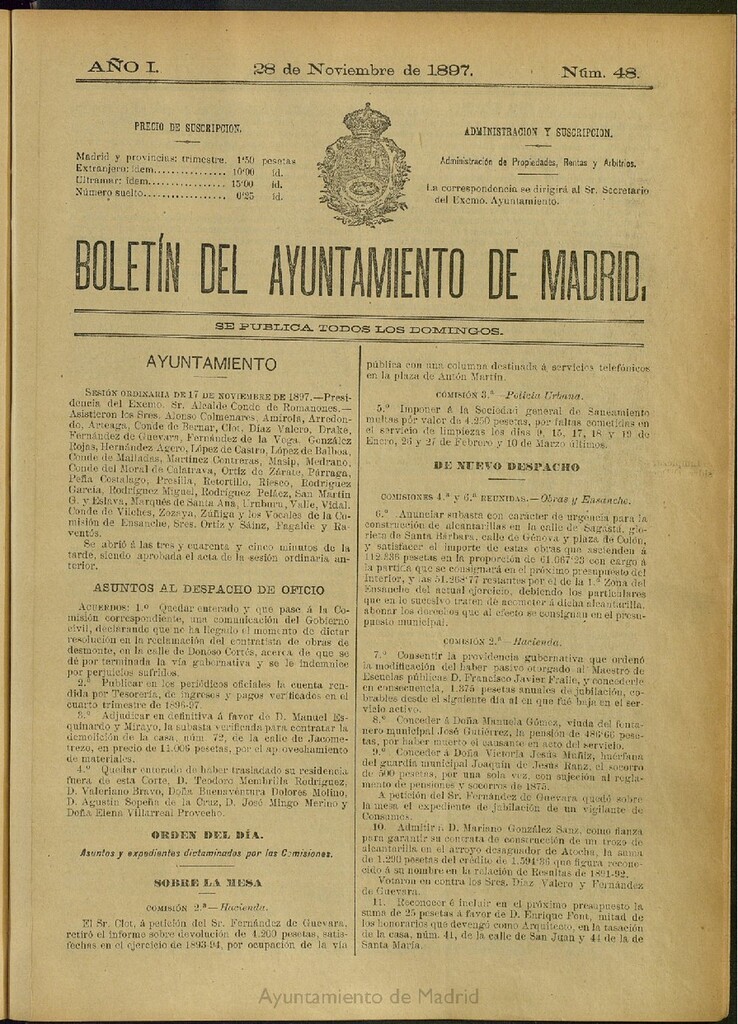 AÑO I.
28 de Noviembre de 1897.
Núm. 48.
PRECIO DE SUSCRIPCION.
Madrid y provincias: trimestre. 1'50 pesetas
Extranjero: ídem.................. 10'00 íd.
Ultramar: ídem.................. 15'00 íd.
Número suelto.................. 0'25 íd.
ADMINISTRACION Y SUSCRIPCION.
Administración de Propiedades, Rentas y Arbitrios.
La correspondencia se dirigirá al Sr. Secretario
del Excmo. Ayuntamiento.
BOLETÍN DEL AYUNTAMIENTO DE MADRID.
SE PUBLICA TODOS LOS DOMINGOS.
AYUNTAMIENTO
SESIÓN ORDINARIA DE 17 DE NOVIEMBRE DE 1897.—Presi-
dencia del Excmo. Sr. Alcalde Conde de Romanones.—
Asistieron los Sres. Alonso Colmenares, Amirola, Arredon-
do, Arteaga, Conde de Bernar, Clot, Díaz Valero, Drake,
Fernández de Guevara, Fernández de la Vega, González
Rojas, Hernández Agero, López de Castro, López de Balboa,
Conde de Malladas, Martínez Contreras, Masip, Medrano,
Conde del Moral de Calatrava, Ortiz de Zárate, Párraga,
Peña Costalago, Presilla, Retortillo, Riesco, Rodríguez
García, Rodríguez Miguel, Rodríguez Peláez, San Martín
G. y Eslava, Marqués de Santa Ana, Uruburu, Valle, Vidal,
Conde de Vilches, Zozaya, Zúñiga y los Vocales de la Co-
misión de Ensanche, Sres. Ortiz y Sáinz, Fagalde y Ra-
ventós.
Se abrió á las tres y cuarenta y cinco minutos de la
tarde, siendo aprobada el acta de la sesión ordinaria an-
terior.
ASUNTOS AL DESPACHO DE OFICIO
ACUERDOS: 1.º Quedar enterado y que pase á la Co-
misión correspondiente, una comunicación del Gobierno
civil, declarando que no ha llegado el momento de dictar
resolución en la reclamación del contratista de obras de
desmonte, en la calle de Donoso Cortés, acerca de que se
dé por terminada la vía gubernativa y se le indemnice
por perjuicios sufridos.
2.º Publicar en los periódicos oficiales la cuenta ren-
dida por Tesorería, de ingresos y pagos verificados en el
cuarto trimestre de 1896-97.
3.º Adjudicar en definitiva á favor de D. Manuel Es-
quinardo y Mirayo, la subasta verificada para contratar la
demolición de la casa, núm. 72, de la calle de Jacome-
trezo, en precio de 11.006 pesetas, por el aprovechamiento
de materiales.
4.º Quedar enterado de haber trasladado su residencia
fuera de esta Corte, D. Teodoro Membrilla Rodríguez,
D. Valeriano Bravo, Doña Buenaventura Dolores Molino,
D. Agustín Sopeña de la Cruz, D. José Mingo Merino y
Doña Elena Villarreal Provecho.
ORDEN DEL DÍA.
Asuntos y expedientes dictaminados por las Comisiones.
SOBRE LA MESA
COMISIÓN 2.ª—Hacienda.
El Sr. Clot, á petición del Sr. Fernández de Guevara,
retiró el informe sobre devolución de 4.200 pesetas, satis-
fechas en el ejercicio de 1893-94, por ocupación de la vía
pública con una columna destinada á servicios telefónicos
en la plaza de Antón Martín.
COMISIÓN 3.ª—Policía Urbana.
5.º Imponer á la Sociedad general de Saneamiento
multas por valor de 4.250 pesetas, por faltas cometidas en
el servicio de limpiezas los días 9, 15, 17, 18 y 19 de
Enero, 26 y 27 de Febrero y 10 de Marzo últimos.
DE NUEVO DESPACHO
COMISIONES 4.ª y 6.ª REUNIDAS.—Obras y Ensanche.
6.º Anunciar subasta con carácter de urgencia para la
construcción de alcantarillas en la calle de Sagasta, glo-
rieta de Santa Bárbara, calle de Génova y plaza de Colón,
y satisfacer el importe de estas obras que ascienden á
112.336 pesetas en la proporción de 61.067'23 con cargo á
la partida que se consignará en el próximo presupuesto del
Interior, y las 51.268'77 restantes por el de la 1.ª Zona del
Ensanche del actual ejercicio, debiendo los particulares
que en lo sucesivo traten de acometer á dicha alcantarilla,
abonar los derechos que al efecto se consignan en el presu-
puesto municipal.
COMISIÓN 2.ª—Hacienda.
7.º Consentir la providencia gubernativa que ordenó
la modificación del haber pasivo otorgado al Maestro de
Escuelas públicas D. Francisco Javier Fraile, y concederle
en consecuencia, 1.375 pesetas anuales de jubilación, co-
brables desde el siguiente día al en que fué baja en el ser-
vicio activo.
8.º Conceder á Doña Manuela Gómez, viuda del fonta-
nero municipal José Gutiérrez, la pensión de 486'66 pese-
tas, por haber muerto el causante en acto del servicio.
9.º Conceder á Doña Victoria Jesús Muñiz, huérfana
del guardia municipal Joaquín de Jesús Ranz, el socorro
de 500 pesetas, por una sola vez, con sujeción al regla-
mento de pensiones y socorros de 1875.
A petición del Sr. Fernández de Guevara quedó sobre
la mesa el expediente de jubilación de un vigilante de
Consumos.
10. Admitir á D. Mariano González Sanz, como fianza
para garantir su contrata de construcción de un trozo de
alcantarilla en el arroyo desaguador de Atocha, la suma
de 1.290 pesetas del crédito de 1.594'36 que figura recono-
cido á su nombre en la relación de Resultas de 1891-92.
Votaron en contra los Sres. Díaz Valero y Fernández
de Guevara.
11. Reconocer é incluir en el próximo presupuesto la
suma de 25 pesetas á favor de D. Enrique Font, mitad de
los honorarios que devengó como Arquitecto, en la tasación
de la casa, núm. 41, de la calle de San Juan y 44 de la de
Santa María.
Ayuntamiento de Madrid